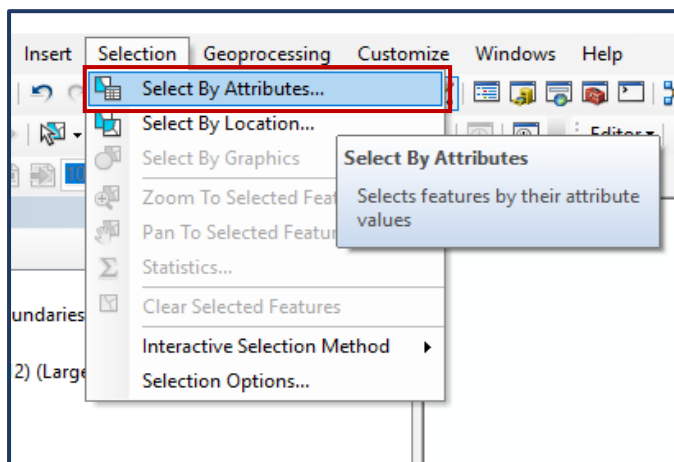 Insert Selection Geoprocessing Customize Windows Help
Select By Attributes...
Select By Location...
Editor
Select By Graphics
Select By Attributes
Zoom To Selected Feat
Selects features by their attribute
values
Pan To Selected Featur
Statistics...
Clear Selected Features
undaries
Interactive Selection Method
2) (Large
Selection Options...